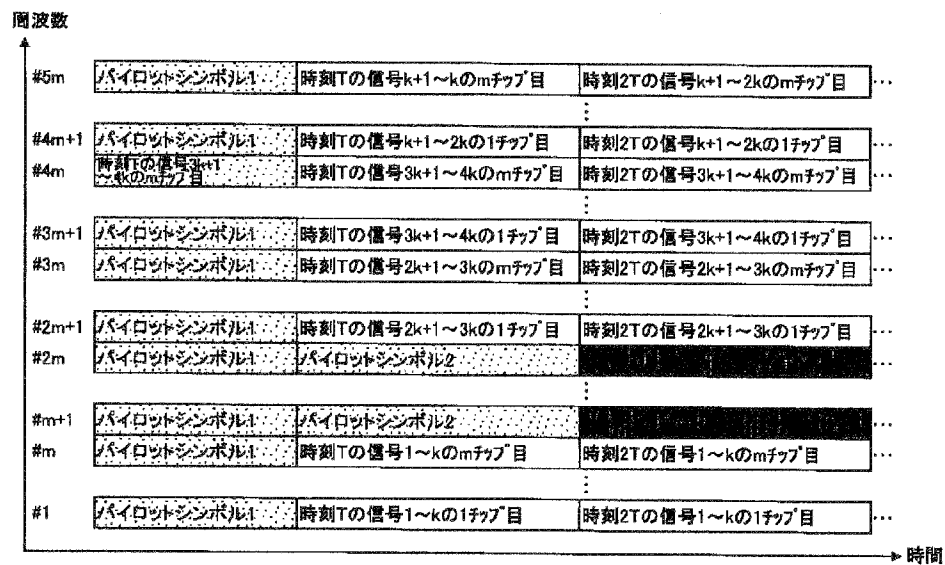 周波数
#5m パイロットシンボル1 時刻Tの信号k+1～kのmチップ目 時刻2Tの信号k+1～2kのmチップ目 ...
#4m+1 パイロットシンボル1 時刻Tの信号k+1～2kの1チップ目 時刻2Tの信号k+1～2kの1チップ目 ...
#4m 時刻Tの信号3k+1～4kのmチップ目 時刻Tの信号3k+1～4kのmチップ目 時刻2Tの信号3k+1～4kのmチップ目 ...
#3m+1 パイロットシンボル1 時刻Tの信号3k+1～4kの1チップ目 時刻2Tの信号3k+1～4kの1チップ目 ...
#3m パイロットシンボル1 時刻Tの信号2k+1～3kのmチップ目 時刻2Tの信号2k+1～3kのmチップ目 ...
#2m+1 パイロットシンボル1 時刻Tの信号2k+1～3kの1チップ目 時刻2Tの信号2k+1～3kの1チップ目 ...
#2m パイロットシンボル1 パイロットシンボル2 ...
#m+1 パイロットシンボル1 パイロットシンボル2 ...
#m パイロットシンボル1 時刻Tの信号1～kのmチップ目 時刻2Tの信号1～kのmチップ目 ...
#1 パイロットシンボル1 時刻Tの信号1～kの1チップ目 時刻2Tの信号1～kの1チップ目 ...
時間